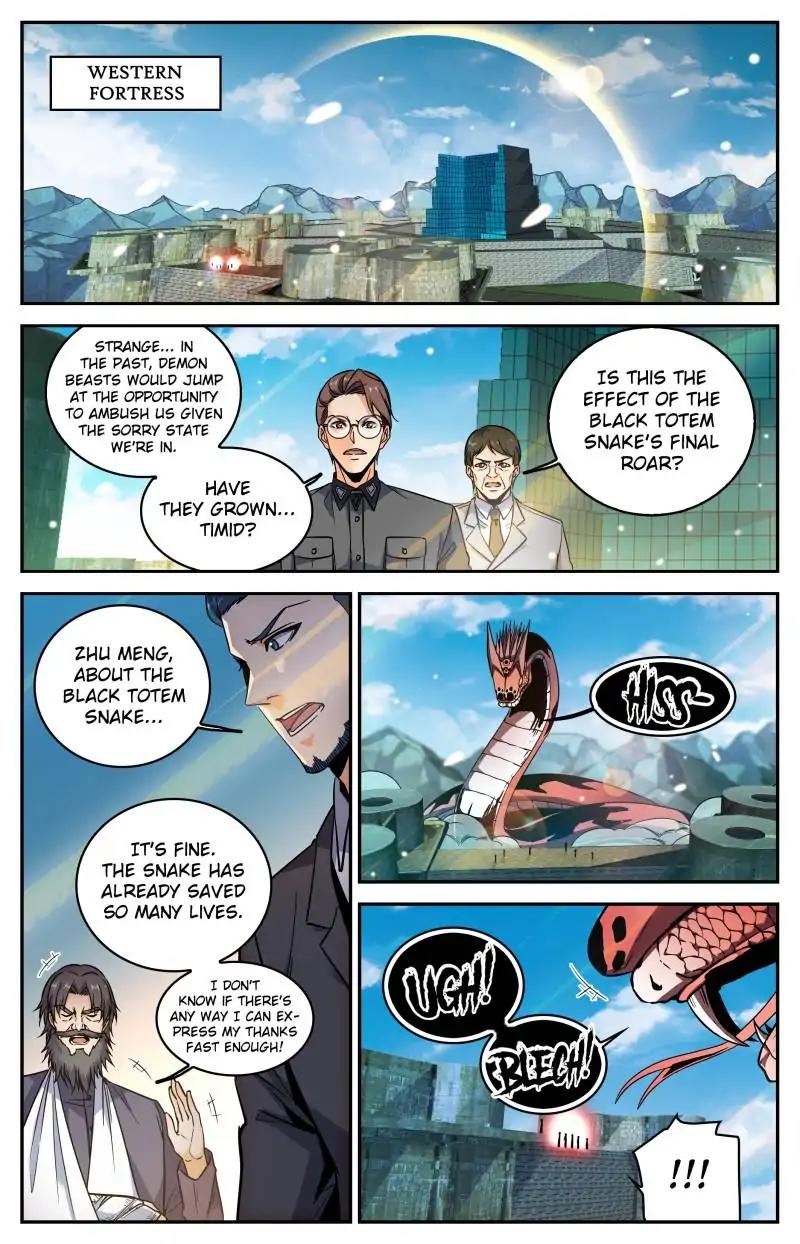 WESTERN
FORTRESS
STRANGE... IN
THE PAST, DEMON
BEASTS WOULD JUMP
AT THE OPPORTUNITY
TO AMBUSH US GIVEN
THE SORRY STATE
WE'RE IN.
HAVE
THEY GROWN...
TIMID?
IS THIS THE
EFFECT OF THE
BLACK TOTEM
SNAKE'S FINAL
ROAR?
ZHU MENG,
ABOUT THE
BLACK TOTEM
SNAKE...
IT'S FINE.
THE SNAKE HAS
ALREADY SAVED
SO MANY LIVES.
I DON'T
KNOW IF THERE'S
ANY WAY I CAN EX-
PRESS MY THANKS
FAST ENOUGH!
HISS~
UGH!
BLECH!
!!!